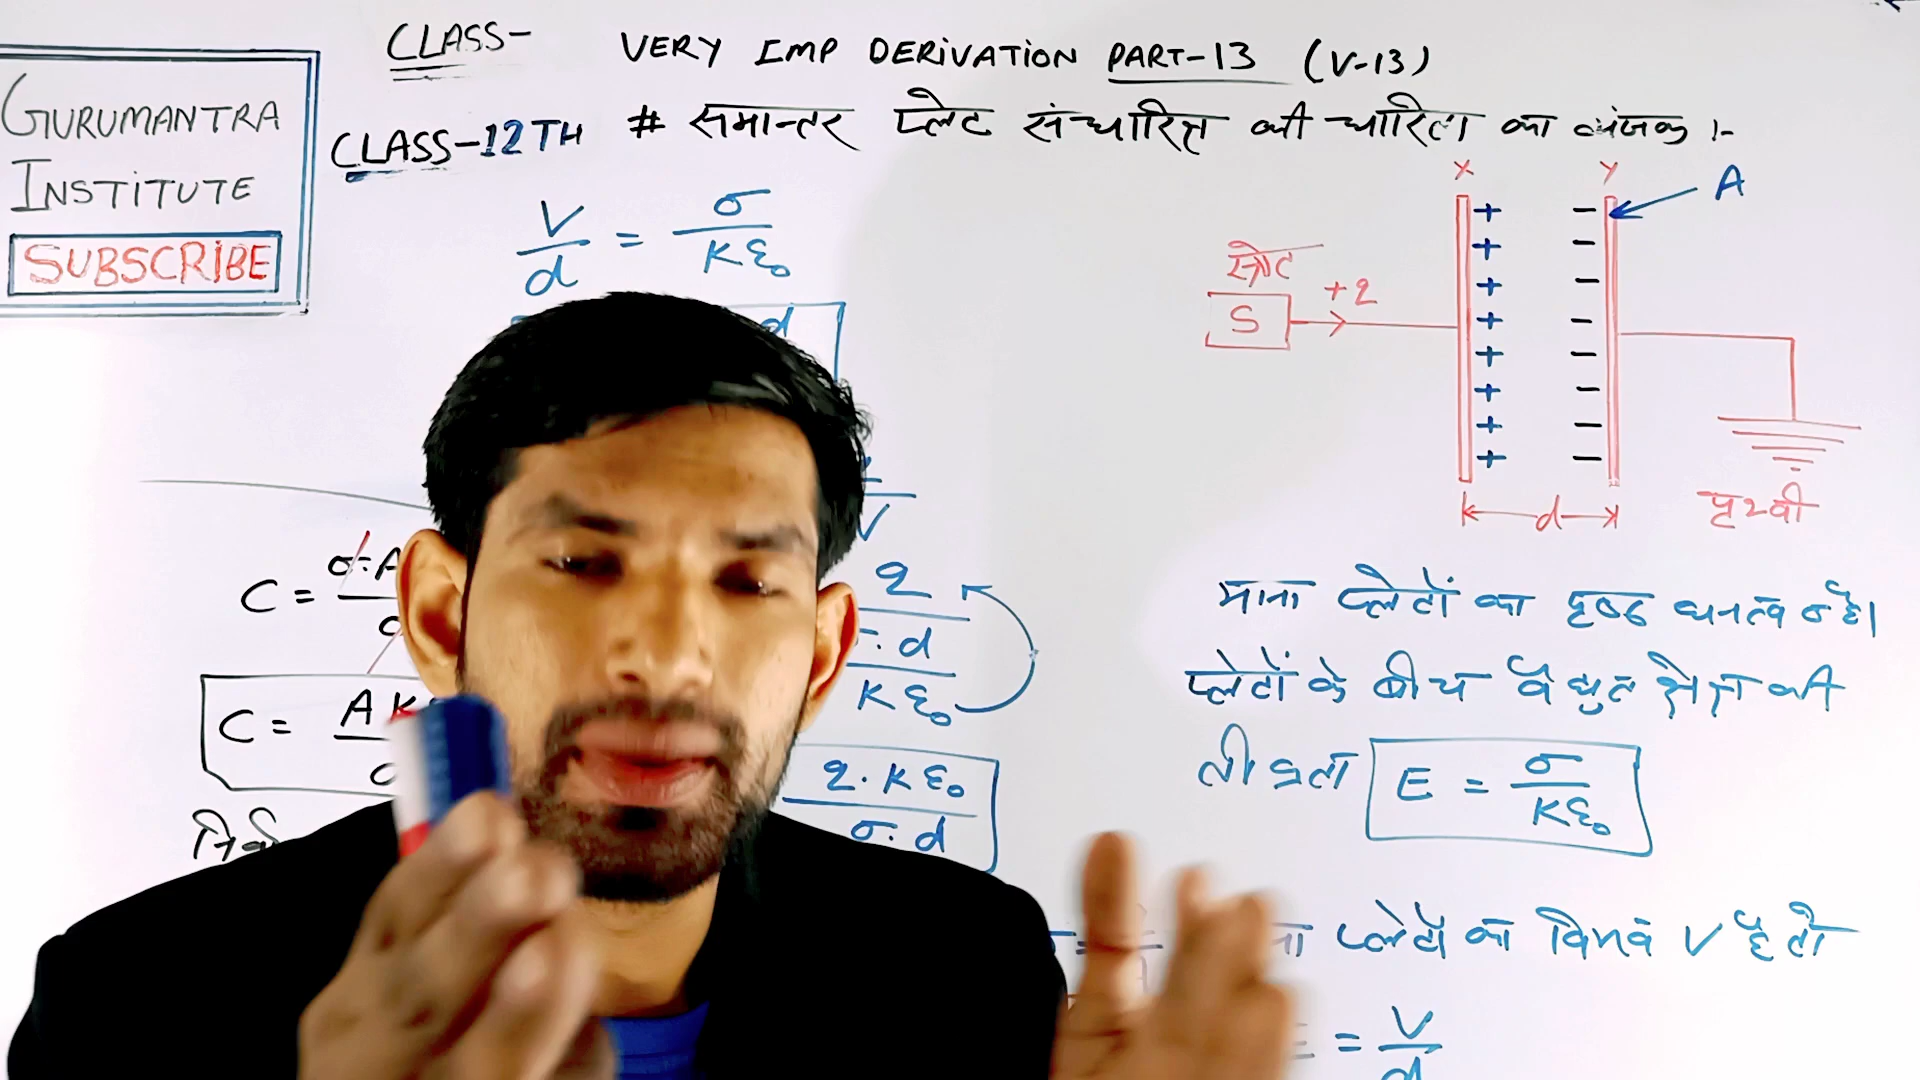 CLASS-
VERY IMP DERIVATION PART-13 (V-13)
GURUMANTRA
INSTITUTE
SUBSCRIBE
CLASS-12TH
# समान्तर प्लेट संधारित्र की धारिता का व्यंजक :-
V/d = σ/Kε₀
d
X
Y
A
स्त्रोत
S
+q
+ + + + + + + +
- - - - - - - -
d
पृथ्वी
V
C = σ.A
q
.d
Kε₀
C = A K
q.Kε₀
σ.d
माना प्लेटों का पृष्ठ घनत्व σ है।
प्लेटों के बीच वैधुत क्षेत्र की
तीव्रता E = σ/Kε₀
प्लेटों का विभव V है तो
= V/d